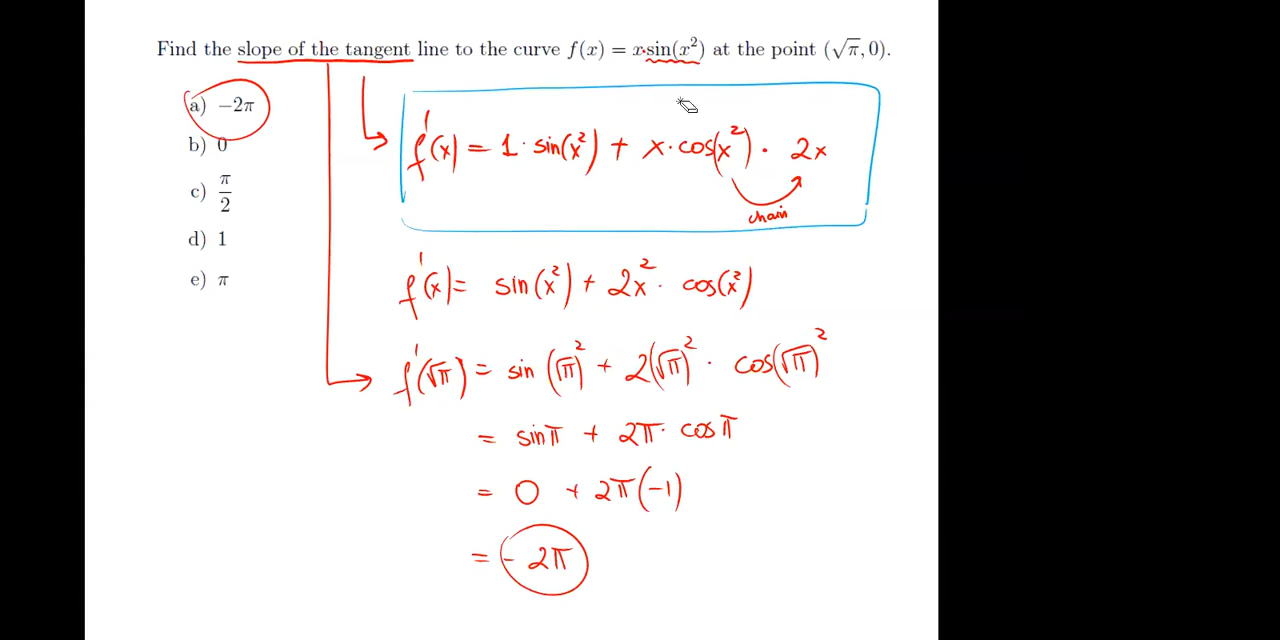 Find the slope of the tangent line to the curve f(x) = x·sin(x²) at the point (√π, 0).
a) −2π
b) 0
c) π/2
d) 1
e) π
f'(x) = 1 · sin(x²) + x · cos(x²) · 2x
chain
f'(x) = sin(x²) + 2x² · cos(x²)
f'(√π) = sin (√π)² + 2(√π)² · cos(√π)²
= sin π + 2π · cos π
= 0 + 2π(−1)
= − 2π